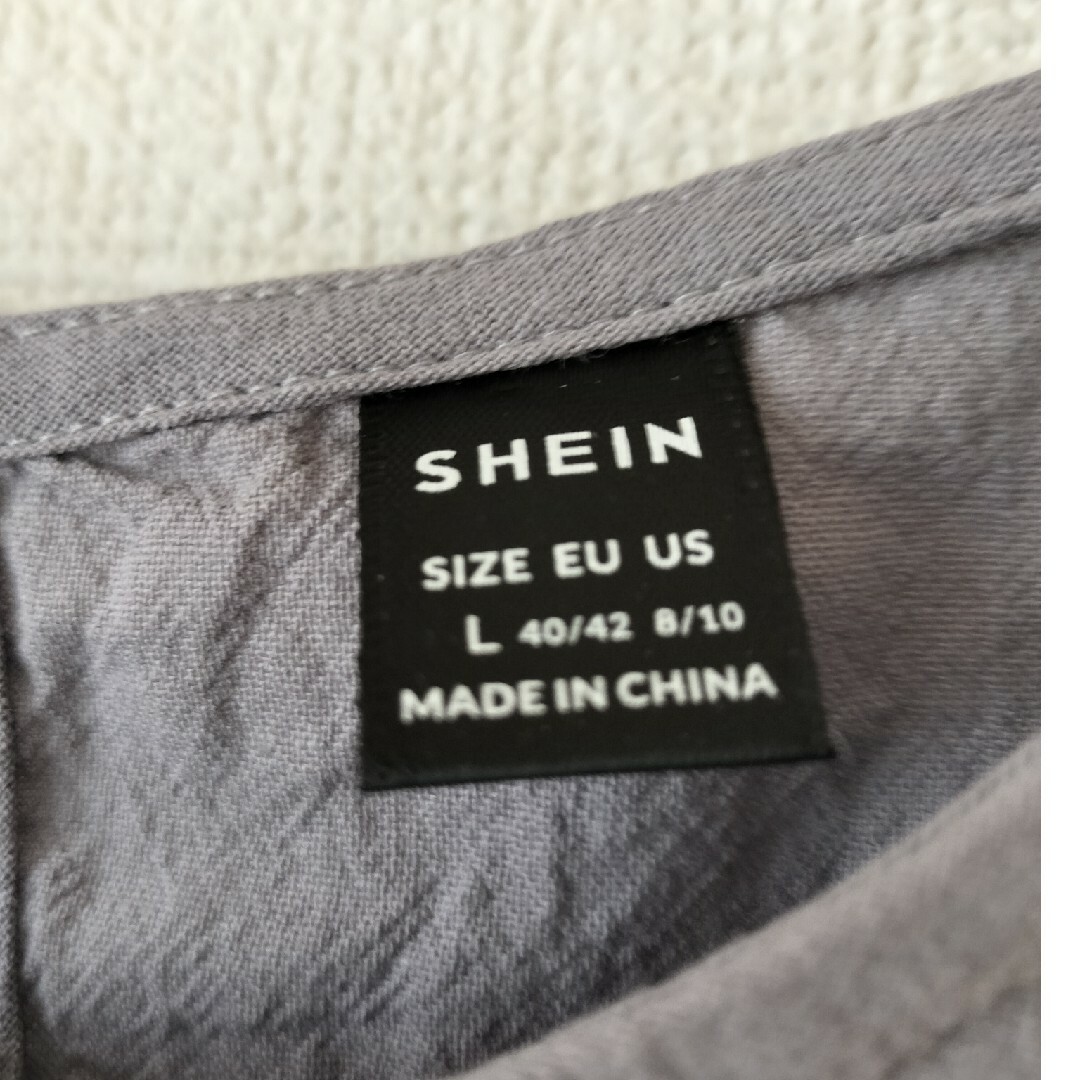 SHEIN
SIZE EU US
L 40/42 8/10
MADE IN CHINA